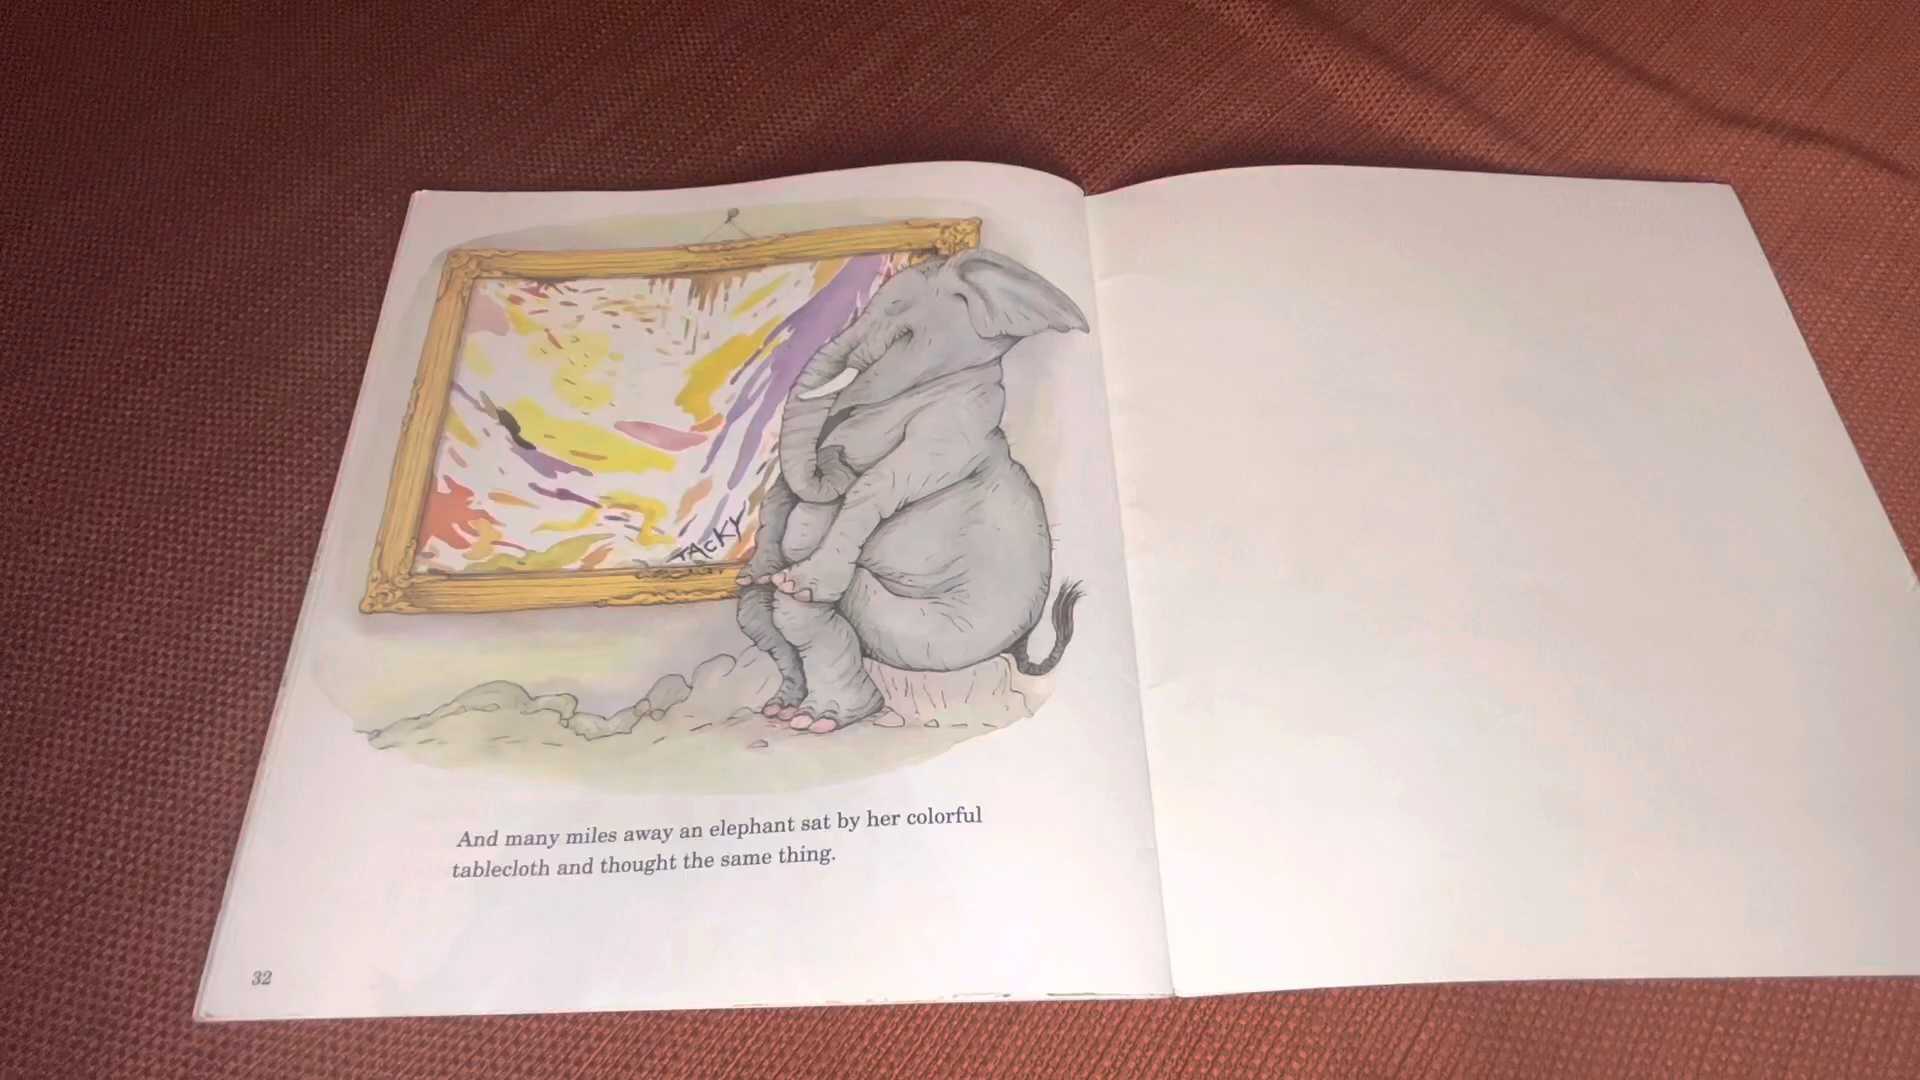 TAcKY
And many miles away an elephant sat by her colorful
tablecloth and thought the same thing.
32